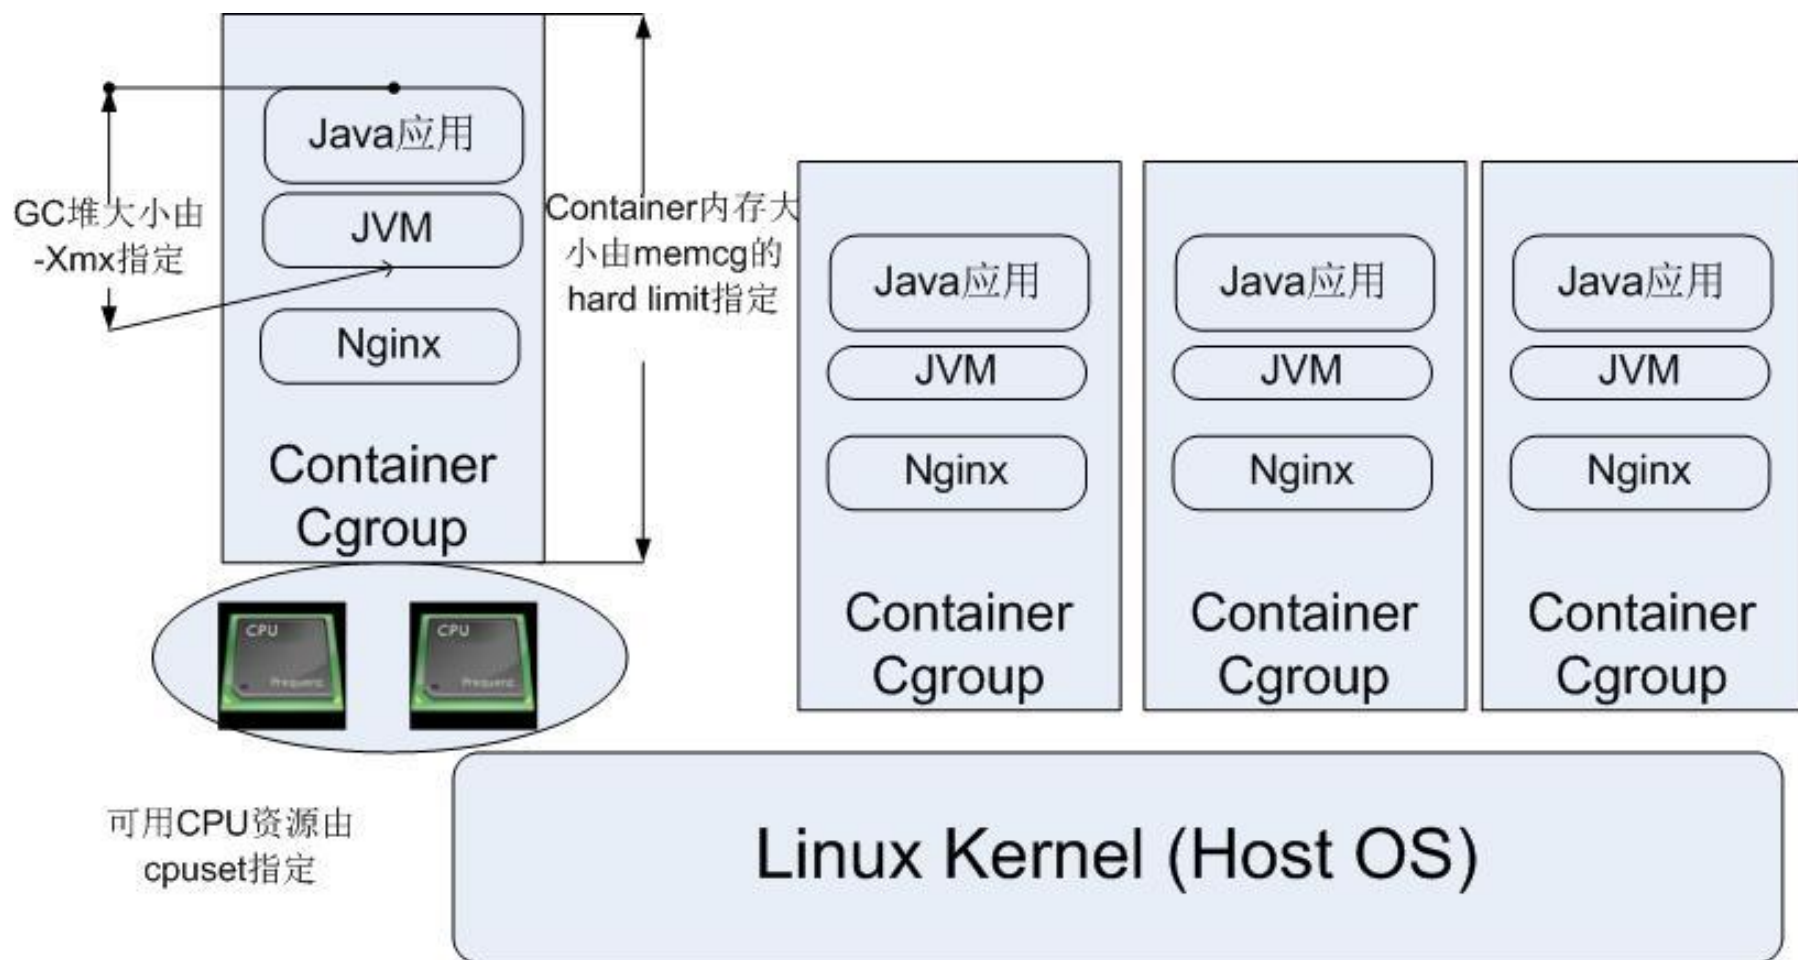 Java应用
JVM
Nginx
Container
Cgroup
GC堆大小由
-Xmx指定
Container内存大
小由memcg的
hard limit指定
CPU
CPU
可用CPU资源由
cpuset指定
Java应用
JVM
Nginx
Container
Cgroup
Java应用
JVM
Nginx
Container
Cgroup
Java应用
JVM
Nginx
Container
Cgroup
Linux Kernel (Host OS)